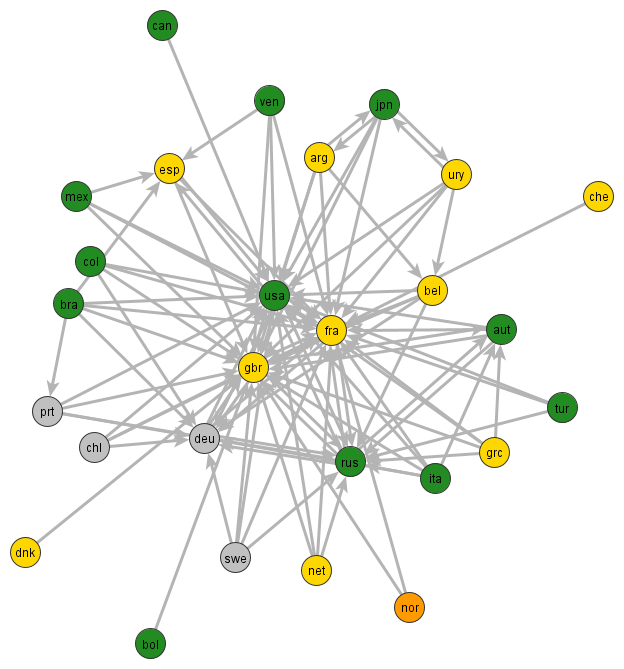 can
ven
jpn
arg
esp
ury
mex
che
col
bel
usa
bra
fra
aut
gbr
prt
tur
deu
chl
grc
rus
ita
dnk
swe
net
nor
bol